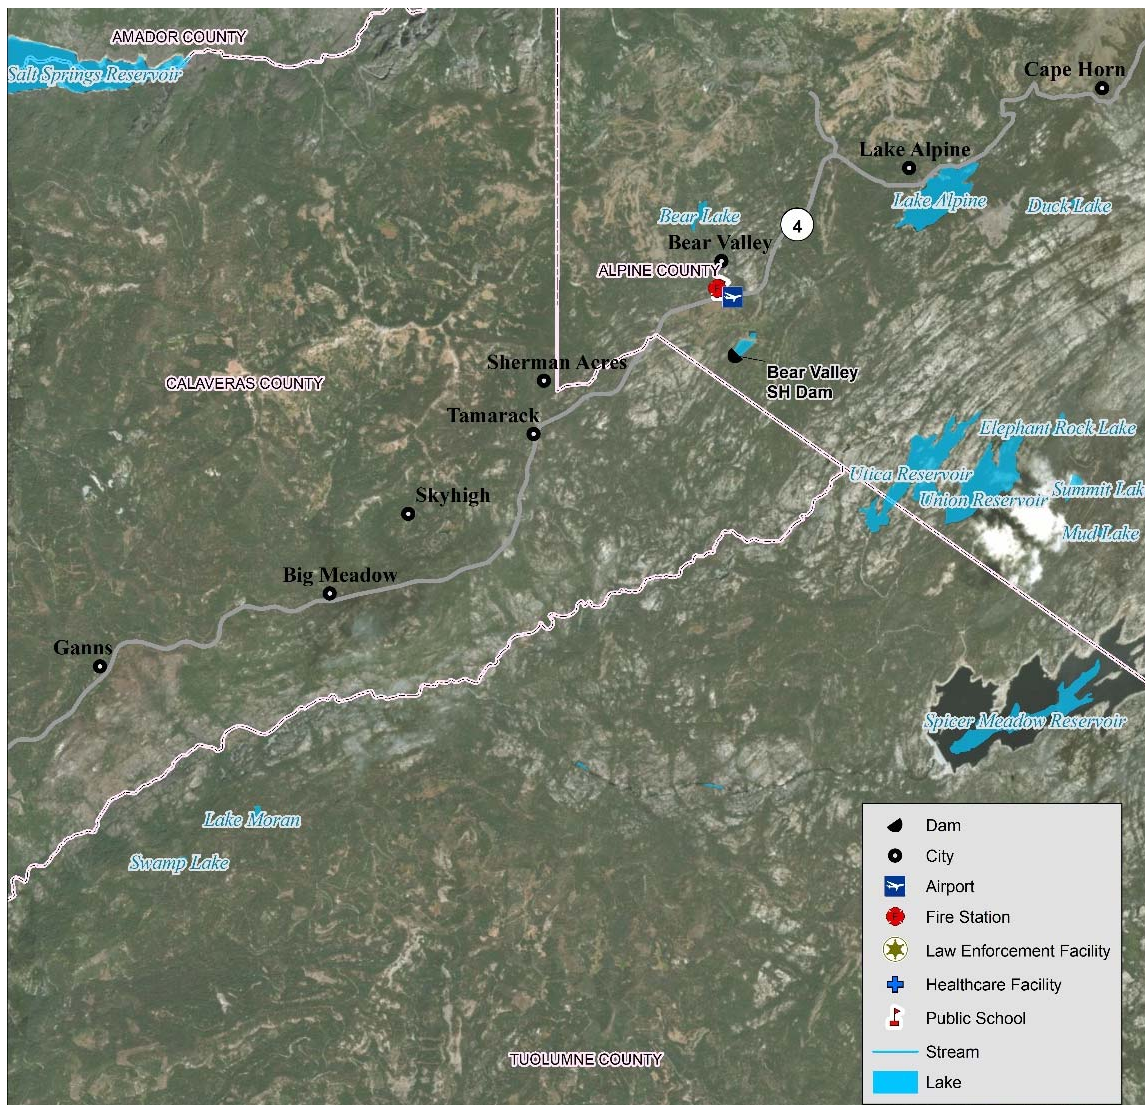 AMADOR COUNTY
Salt Springs Reservoir
Cape Horn
Lake Alpine
Lake Alpine
Duck Lake
Bear Lake
4
Bear Valley
ALPINE COUNTY
F
Sherman Acres
Bear Valley
SH Dam
CALAVERAS COUNTY
Tamarack
Elephant Rock Lake
Utica Reservoir
Union Reservoir
Summit Lak
Skyhigh
Mud Lake
Big Meadow
Ganns
Spicer Meadow Reservoir
Lake Moran
Swamp Lake
TUOLUMNE COUNTY
Dam
City
Airport
F
Fire Station
Law Enforcement Facility
Healthcare Facility
Public School
Stream
Lake